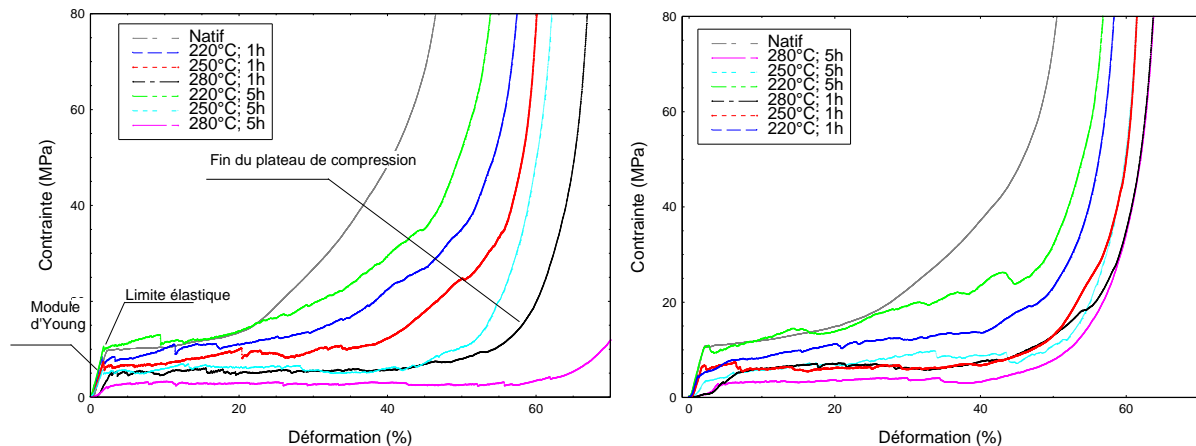 80
60
40
20
0
0
20
40
60
Contrainte (MPa)
Déformation (%)
Natif
220°C; 1h
250°C; 1h
280°C; 1h
220°C; 5h
250°C; 5h
280°C; 5h
Fin du plateau de compression
Limite élastique
Module
d'Young
80
60
40
20
0
0
20
40
60
Contrainte (MPa)
Déformation (%)
Natif
280°C; 5h
250°C; 5h
220°C; 5h
280°C; 1h
250°C; 1h
220°C; 1h